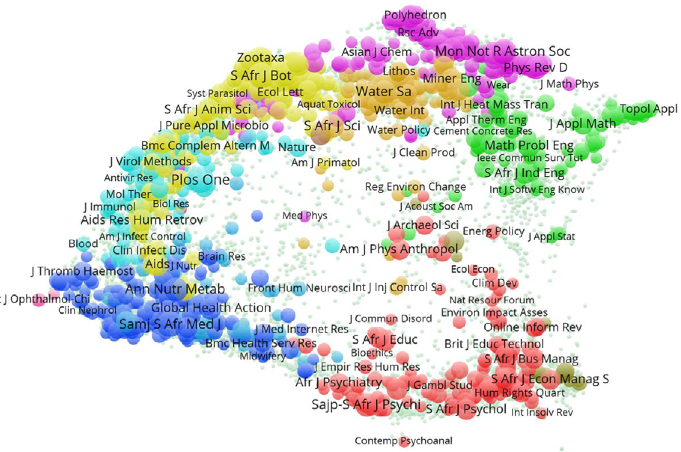 Polyhedron
Rsc Adv
Asian J Chem
Mon Not R Astron Soc
Zootaxa
Lithos
Phys Rev D
S Afr J Bot
Miner Eng
Syst Parasitol
Ecol Lett
Water Sa
Wear
J Math Phys
S Afr J Anim Sci
Aquat Toxicol
Water Int
Int J Heat Mass Tran
Topol Appl
J Pure Appl Microbio
S Afr J Sci
Water Policy
Appl Therm Eng
J Appl Math
Cement Concrete Res
Bmc Complem Altern M
Nature
Math Probl Eng
J Virol Methods
Am J Primatol
J Clean Prod
Ieee Commun Surv Tut
Antivir Res
Plos One
S Afr J Ind Eng
Mol Ther
Reg Environ Change
Int J Softw Eng Know
J Immunol
Biol Res
J Acoust Soc Am
Aids Res Hum Retrov
Med Phys
J Archaeol Sci
Am J Infect Control
Energ Policy
J Appl Stat
Blood
Clin Infect Dis
Am J Phys Anthropol
Brain Res
Aids
J Nutr
J Thromb Haemost
Ecol Econ
Ann Nutr Metab
Front Hum Neurosci
Int J Inj Control Sa
Clim Dev
t J Ophthalmol Chi
Nat Resour Forum
Clin Nephrol
Global Health Action
Environ Impact Asses
Samj S Afr Med J
J Commun Disord
Online Inform Rev
J Med Internet Res
Bmc Health Serv Res
S Afr J Educ
Brit J Educ Technol
Midwifery
Bioethics
S Afr J Bus Manag
J Empir Res Hum Res
Afr J Psychiatry
J Gambl Stud
S Afr J Econ Manag S
Hum Rights Quart
Sajp-S Afr J Psychi
S Afr J Psychol
Int Insolv Rev
Contemp Psychoanal